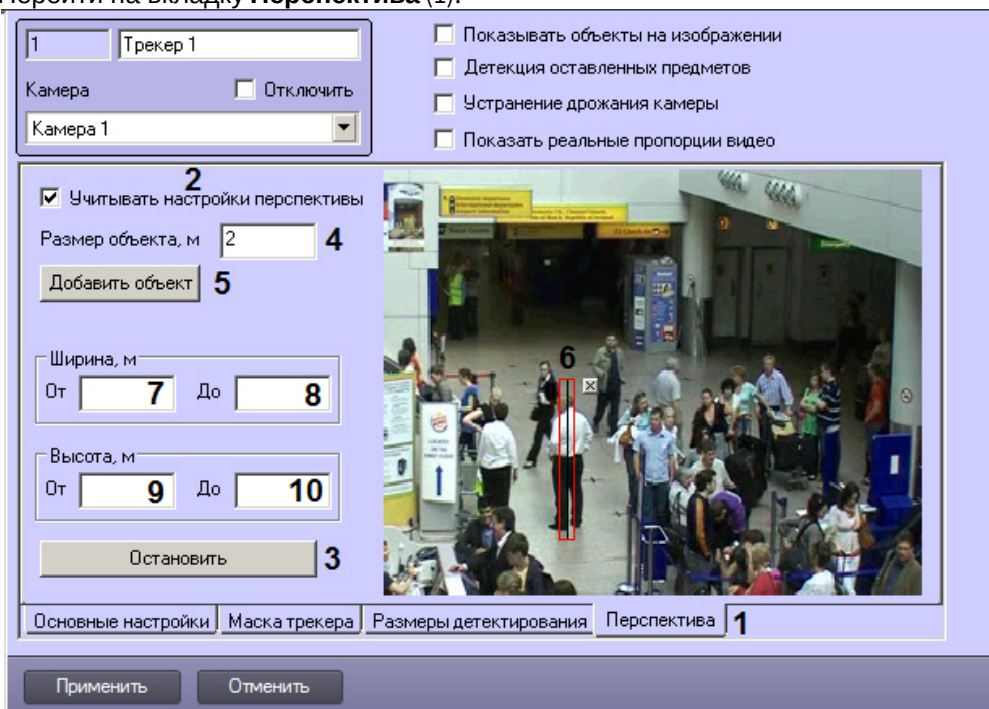 Перейти на вкладку Перспектива (1).
1 Трекер 1
Камера Отключить
Камера 1
Показывать объекты на изображении
Детекция оставленных предметов
Устранение дрожания камеры
Показать реальные пропорции видео
2
Учитывать настройки перспективы
Размер объекта, м 2 4
Добавить объект 5
Ширина, м
От 7 До 8
Высота, м
От 9 До 10
Остановить 3
6
Основные настройки Маска трекера Размеры детектирования Перспектива 1
Применить Отменить